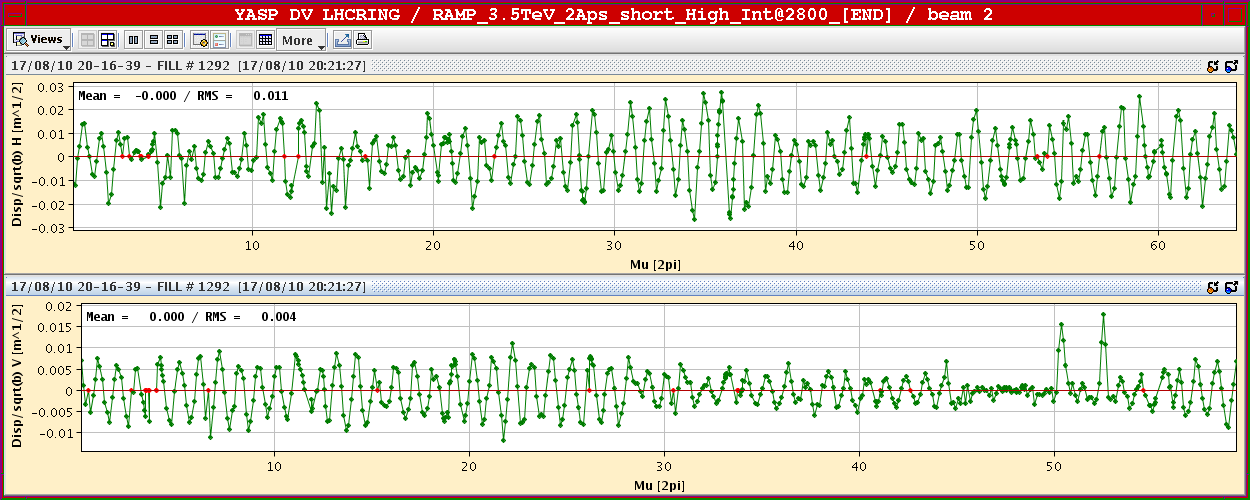 YASP DV LHCRING / RAMP_3.5TeV_2Aps_short_High_Int@2800_[END] / beam 2
Views More
17/08/10 20-16-39 - FILL # 1292 [17/08/10 20:21:27]
Mean = -0.000 / RMS = 0.011
Disp/sqrt(b) H [m^1/2]
0.03
0.02
0.01
0
-0.01
-0.02
-0.03
10 20 30 40 50 60
Mu [2pi]
17/08/10 20-16-39 - FILL # 1292 [17/08/10 20:21:27]
Mean = 0.000 / RMS = 0.004
Disp/sqrt(b) V [m^1/2]
0.02
0.015
0.01
0.005
0
-0.005
-0.01
10 20 30 40 50
Mu [2pi]